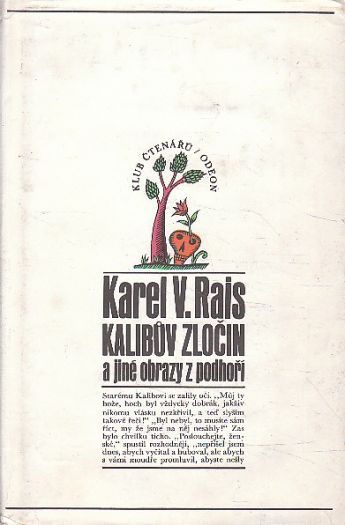 KLUB ČTENÁŘŮ / ODEON
Karel V. Rais
KALIBŮV ZLOČIN
a jiné obrazy z podhoří
Starému Kalibovi se zalily oči. „Můj ty
bože, hoch byl vždycky dobrák, jakživ
nikomu vlásku nezkřivil, a teď slyším
takové řeči!" „Byl nebyl, to musíte sám
říct, my že jsme na něj nesáhly!" Zas
bylo chvilku ticho. „Poslouchejte, žen-
ské," spustil rozhodněji, „nepřišel jsem
dnes, abych vyčítal a huboval, ale abych
s vámi moudře promluvil, abyste nešly